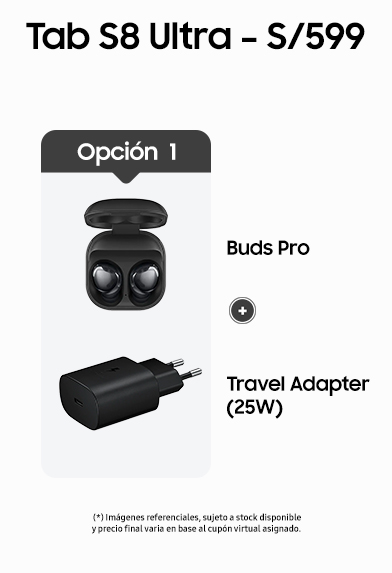 Tab S8 Ultra – S/599
Opción 1
Buds Pro
+
Travel Adapter
(25W)
(*) Imágenes referenciales, sujeto a stock disponible
y precio final varia en base al cupón virtual asignado.